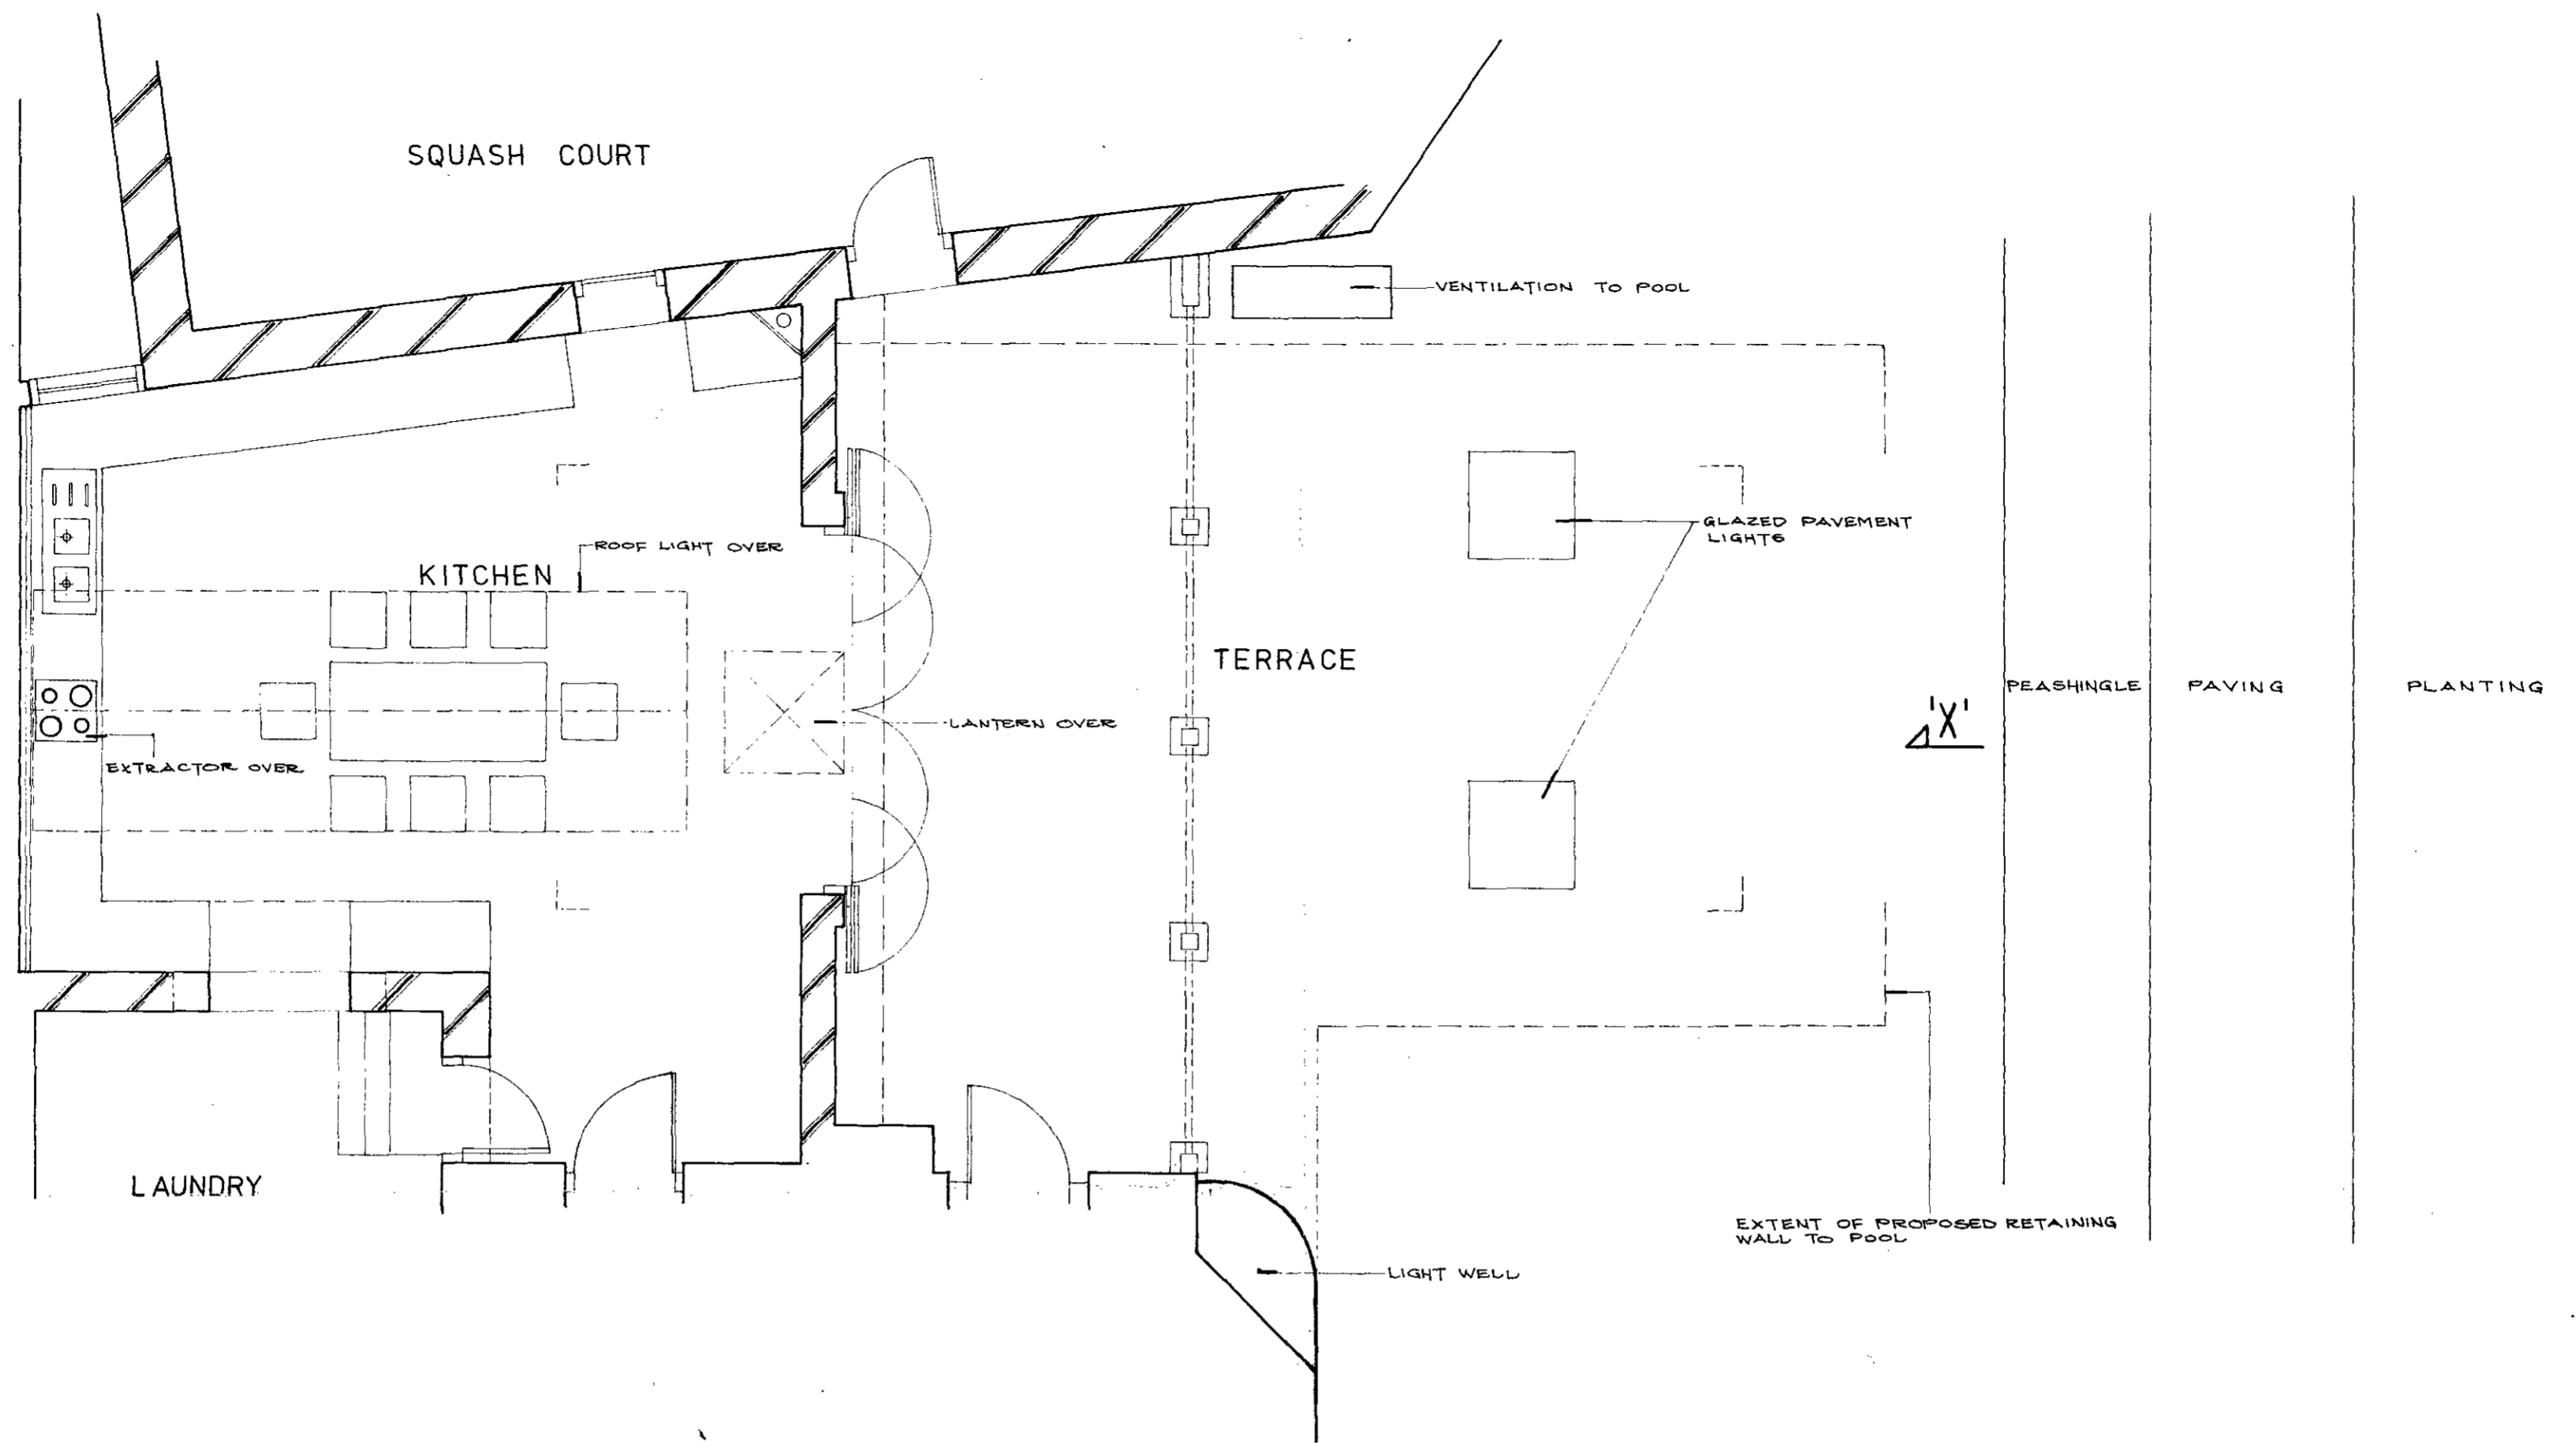 SQUASH COURT
VENTILATION TO POOL
GLAZED PAVEMENT
LIGHTS
ROOF LIGHT OVER
KITCHEN
TERRACE
PEASHINGLE
PAVING
PLANTING
'X'
LANTERN OVER
EXTRACTOR OVER
LAUNDRY
EXTENT OF PROPOSED RETAINING
WALL TO POOL
LIGHT WELL